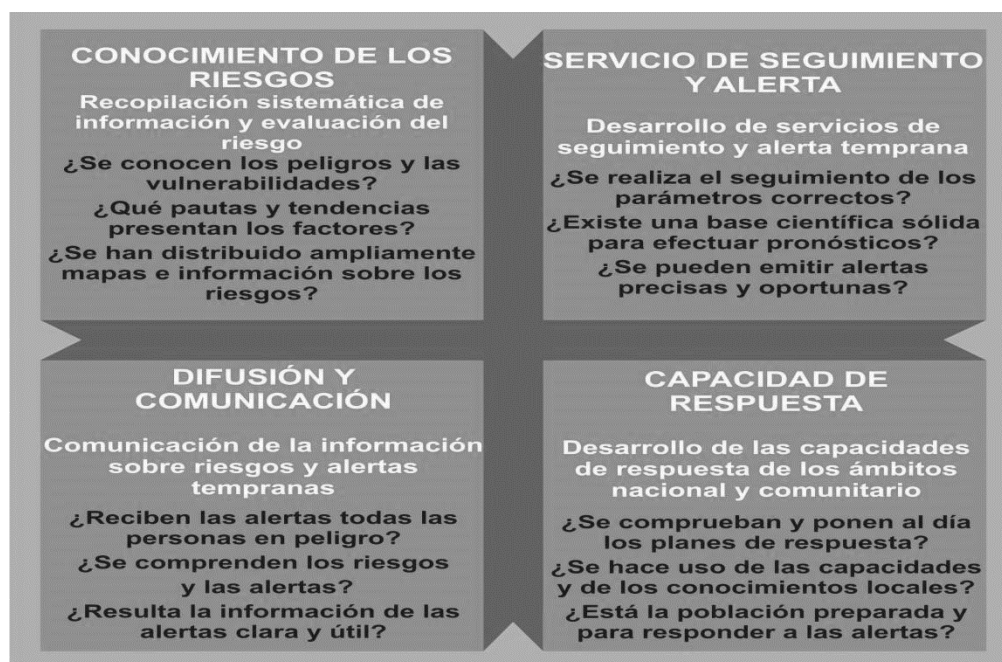 CONOCIMIENTO DE LOS
RIESGOS
Recopilación sistemática de
información y evaluación del
riesgo
¿Se conocen los peligros y las
vulnerabilidades?
¿Qué pautas y tendencias
presentan los factores?
¿Se han distribuido ampliamente
mapas e información sobre los
riesgos?
SERVICIO DE SEGUIMIENTO
Y ALERTA
Desarrollo de servicios de
seguimiento y alerta temprana
¿Se realiza el seguimiento de los
parámetros correctos?
¿Existe una base científica sólida
para efectuar pronósticos?
¿Se pueden emitir alertas
precisas y oportunas?
DIFUSIÓN Y
COMUNICACIÓN
Comunicación de la información
sobre riesgos y alertas
tempranas
¿Reciben las alertas todas las
personas en peligro?
¿Se comprenden los riesgos
y las alertas?
¿Resulta la información de las
alertas clara y útil?
CAPACIDAD DE
RESPUESTA
Desarrollo de las capacidades
de respuesta de los ámbitos
nacional y comunitario
¿Se comprueban y ponen al día
los planes de respuesta?
¿Se hace uso de las capacidades
y de los conocimientos locales?
¿Está la población preparada y
para responder a las alertas?